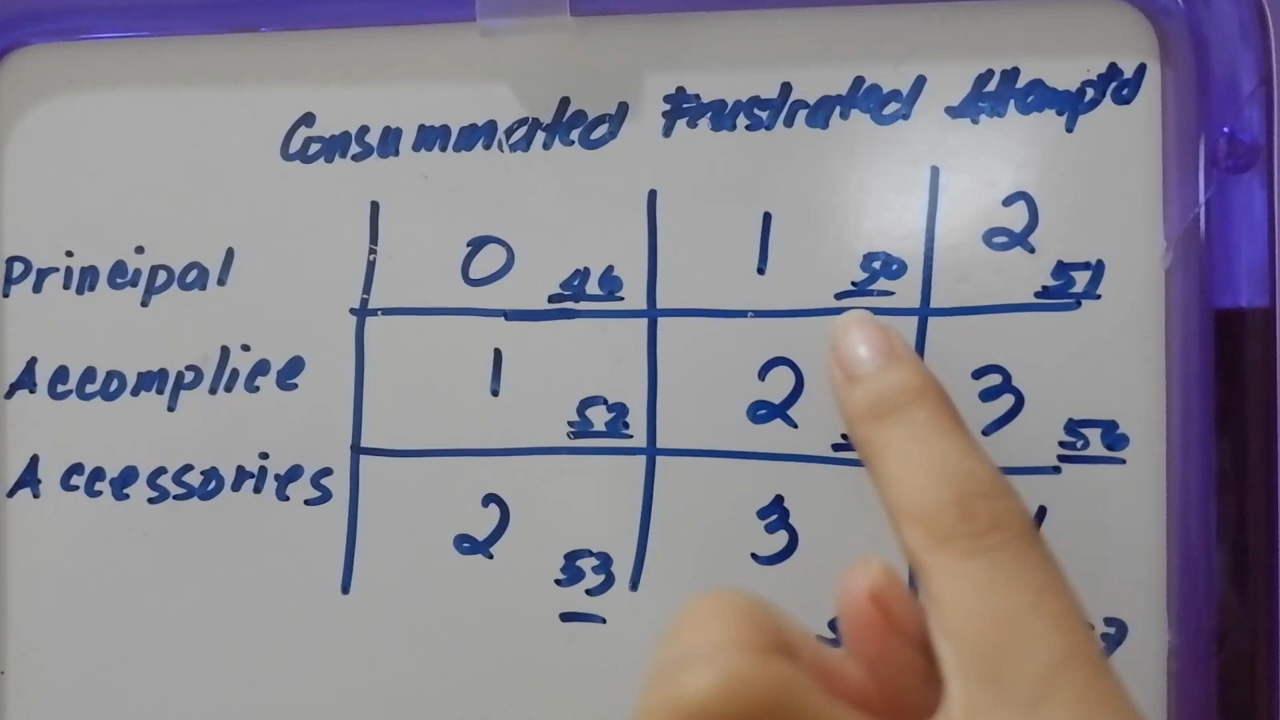 Consummated Frustrated Attempt'd
Principal 0 46 1 50 2 51
Accomplice 1 52 2 3 56
Accessories 2 53 3